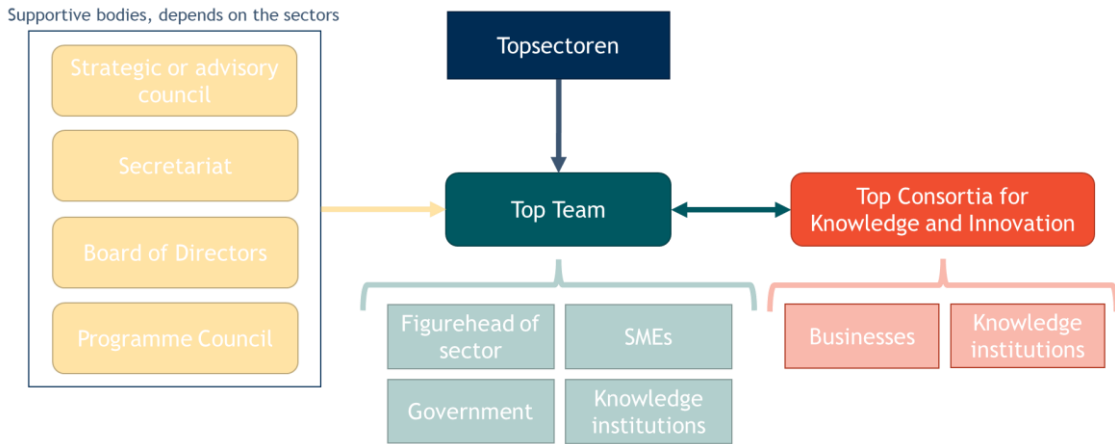 Supportive bodies, depends on the sectors
Strategic or advisory
council
Secretariat
Board of Directors
Programme Council
Topsectoren
Top Team
Top Consortia for
Knowledge and Innovation
Figurehead of
sector
SMEs
Government
Knowledge
institutions
Businesses
Knowledge
institutions